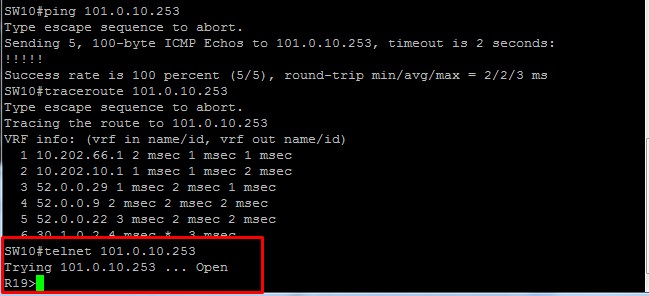 SW10#ping 101.0.10.253
Type escape sequence to abort.
Sending 5, 100-byte ICMP Echos to 101.0.10.253, timeout is 2 seconds:
!!!!!
Success rate is 100 percent (5/5), round-trip min/avg/max = 2/2/3 ms
SW10#traceroute 101.0.10.253
Type escape sequence to abort.
Tracing the route to 101.0.10.253
VRF info: (vrf in name/id, vrf out name/id)
1 10.202.66.1 2 msec 1 msec 1 msec
2 10.202.10.1 1 msec 1 msec 2 msec
3 52.0.0.29 1 msec 2 msec 1 msec
4 52.0.0.9 2 msec 2 msec 2 msec
5 52.0.0.22 3 msec 2 msec 2 msec
6 30.1.0.2 4 msec * 3 msec
SW10#telnet 101.0.10.253
Trying 101.0.10.253 ... Open
R19>